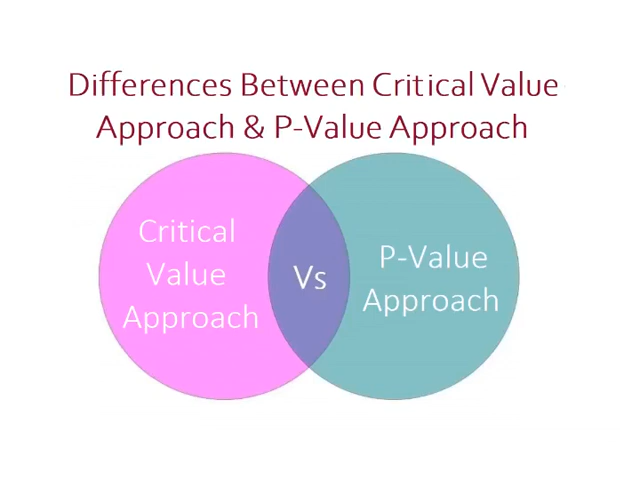 Differences Between Critical Value
Approach & P-Value Approach
Critical
Value
Approach
Vs
P-Value
Approach